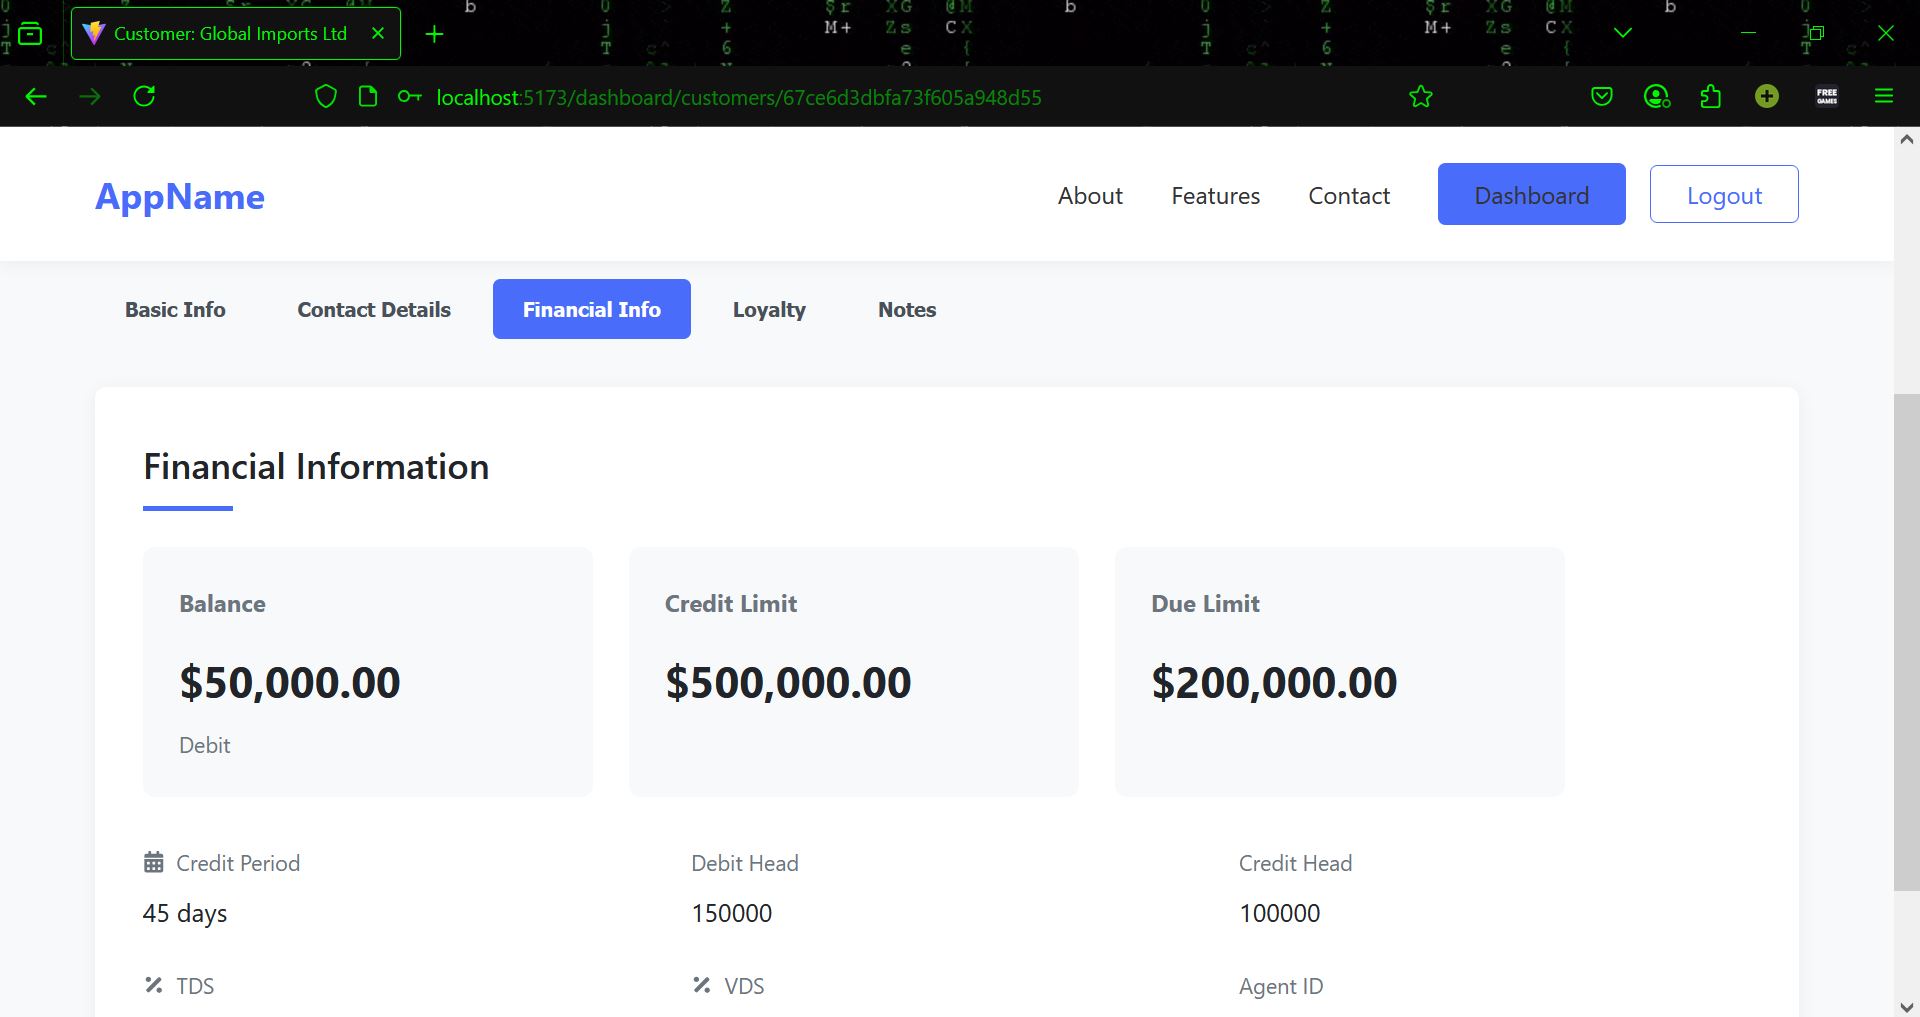 Customer: Global Imports Ltd
localhost:5173/dashboard/customers/67ce6d3dbfa73f605a948d55
FREE
GAMES
AppName About Features Contact Dashboard Logout
Basic Info Contact Details Financial Info Loyalty Notes
Financial Information
Balance Credit Limit Due Limit
$50,000.00 $500,000.00 $200,000.00
Debit
Credit Period Debit Head Credit Head
45 days 150000 100000
TDS VDS Agent ID